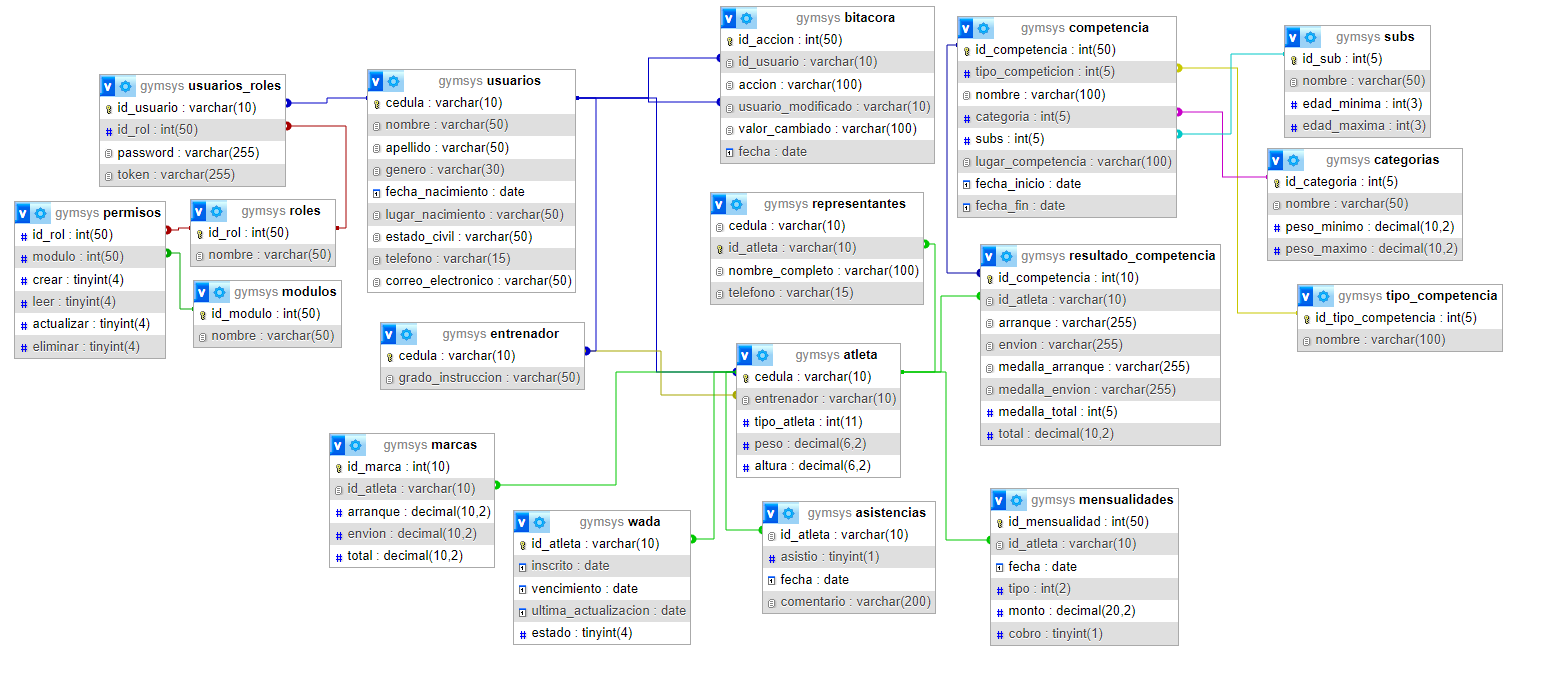 gymsys usuarios_roles
id_usuario : varchar(10)
id_rol : int(50)
password : varchar(255)
token : varchar(255)
gymsys permisos
id_rol : int(50)
modulo : int(50)
crear : tinyint(4)
leer : tinyint(4)
actualizar : tinyint(4)
eliminar : tinyint(4)
gymsys roles
id_rol : int(50)
nombre : varchar(50)
gymsys modulos
id_modulo : int(50)
nombre : varchar(50)
gymsys usuarios
cedula : varchar(10)
nombre : varchar(50)
apellido : varchar(50)
genero : varchar(30)
fecha_nacimiento : date
lugar_nacimiento : varchar(50)
estado_civil : varchar(50)
telefono : varchar(15)
correo_electronico : varchar(50)
gymsys entrenador
cedula : varchar(10)
grado_instruccion : varchar(50)
gymsys marcas
id_marca : int(10)
id_atleta : varchar(10)
arranque : decimal(10,2)
envion : decimal(10,2)
total : decimal(10,2)
gymsys wada
id_atleta : varchar(10)
inscrito : date
vencimiento : date
ultima_actualizacion : date
estado : tinyint(4)
gymsys bitacora
id_accion : int(50)
id_usuario : varchar(10)
accion : varchar(100)
usuario_modificado : varchar(10)
valor_cambiado : varchar(100)
fecha : date
gymsys representantes
cedula : varchar(10)
id_atleta : varchar(10)
nombre_completo : varchar(100)
telefono : varchar(15)
gymsys atleta
cedula : varchar(10)
entrenador : varchar(10)
tipo_atleta : int(11)
peso : decimal(6,2)
altura : decimal(6,2)
gymsys asistencias
id_atleta : varchar(10)
asistio : tinyint(1)
fecha : date
comentario : varchar(200)
gymsys competencia
id_competencia : int(50)
tipo_competicion : int(5)
nombre : varchar(100)
categoria : int(5)
subs : int(5)
lugar_competencia : varchar(100)
fecha_inicio : date
fecha_fin : date
gymsys resultado_competencia
id_competencia : int(10)
id_atleta : varchar(10)
arranque : varchar(255)
envion : varchar(255)
medalla_arranque : varchar(255)
medalla_envion : varchar(255)
medalla_total : int(5)
total : decimal(10,2)
gymsys mensualidades
id_mensualidad : int(50)
id_atleta : varchar(10)
fecha : date
tipo : int(2)
monto : decimal(20,2)
cobro : tinyint(1)
gymsys subs
id_sub : int(5)
nombre : varchar(50)
edad_minima : int(3)
edad_maxima : int(3)
gymsys categorias
id_categoria : int(5)
nombre : varchar(50)
peso_minimo : decimal(10,2)
peso_maximo : decimal(10,2)
gymsys tipo_competencia
id_tipo_competencia : int(5)
nombre : varchar(100)